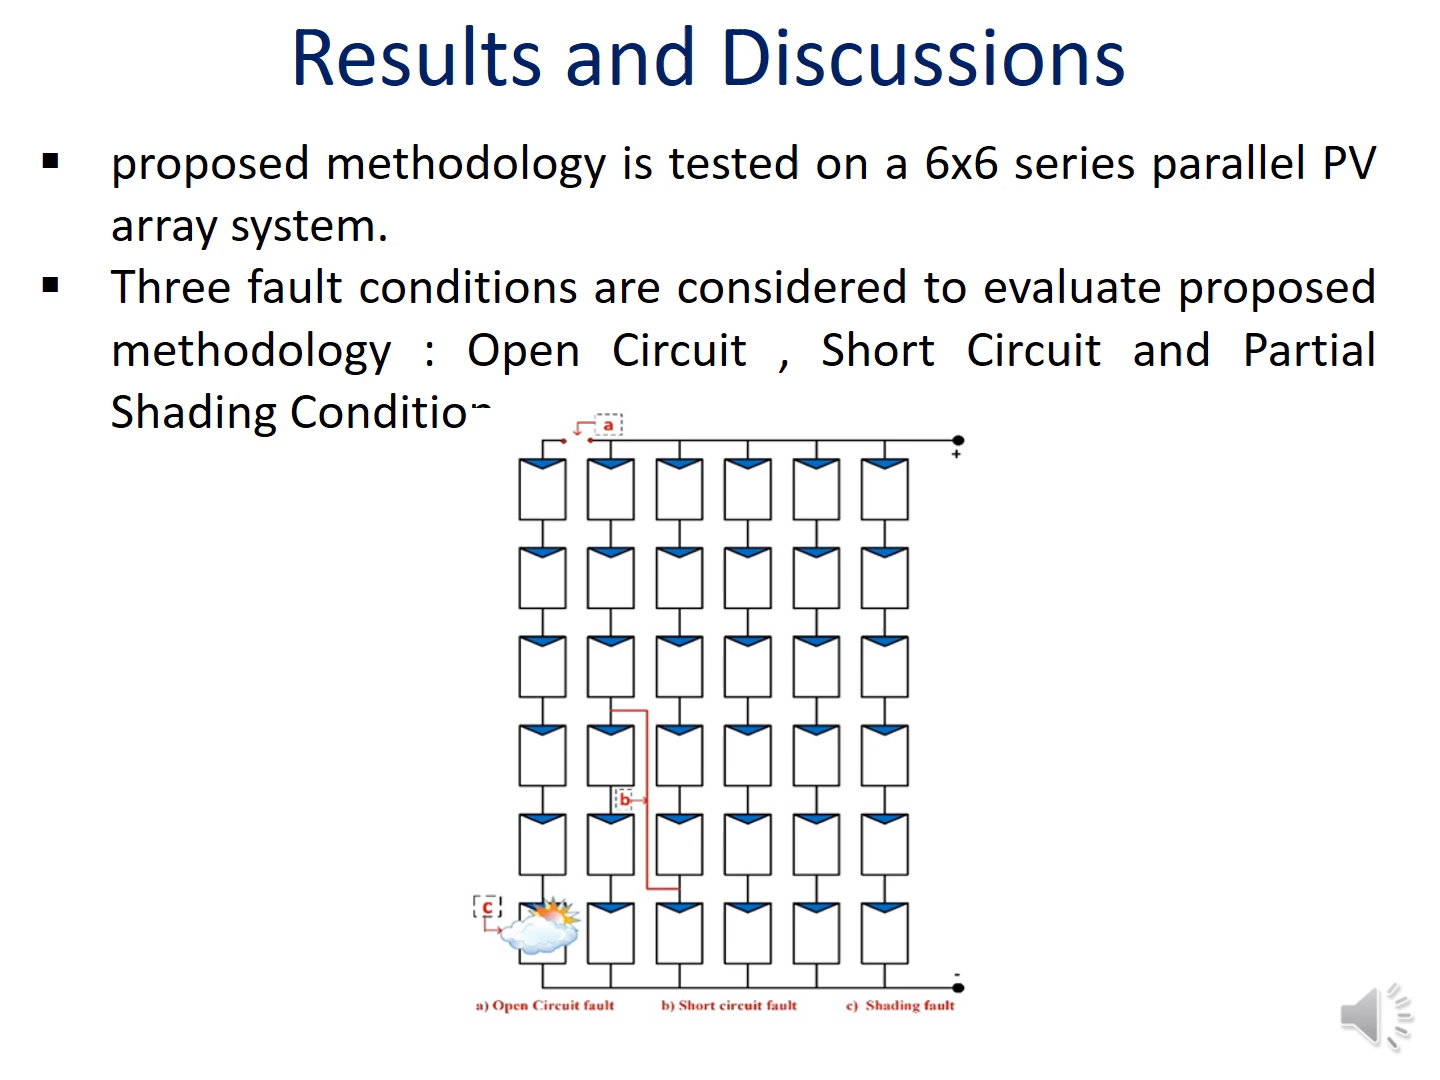 Results and Discussions
▪ proposed methodology is tested on a 6x6 series parallel PV
array system.
▪ Three fault conditions are considered to evaluate proposed
methodology : Open Circuit , Short Circuit and Partial
Shading Condition
a
+
b
c
-
a) Open Circuit fault b) Short circuit fault c) Shading fault